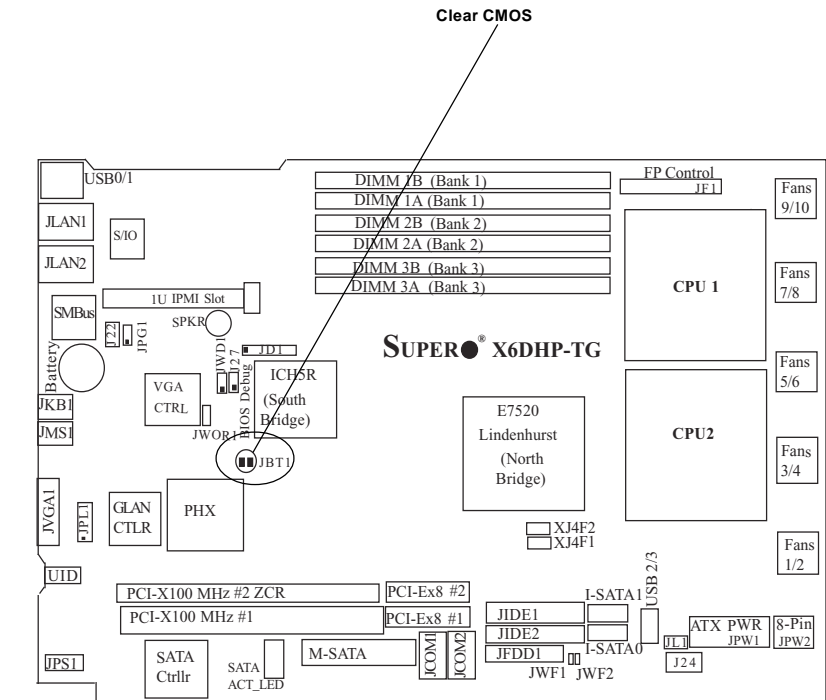 Clear CMOS
USB0/1
DIMM 1B (Bank 1)
FP Control
JF1
Fans
9/10
DIMM 1A (Bank 1)
JLAN1
S/IO
DIMM 2B (Bank 2)
DIMM 2A (Bank 2)
JLAN2
DIMM 3B (Bank 3)
DIMM 3A (Bank 3)
CPU 1
Fans
7/8
1U IPMI Slot
SMBus
SPKR
J22
JPG1
JWD1
J27
JD1
SUPER® X6DHP-TG
Battery
VGA
CTRL
BIOS Debug
ICH5R
(South
Bridge)
Fans
5/6
JKB1
JWOR1
JMS1
E7520
Lindenhurst
(North
Bridge)
CPU2
Fans
3/4
JBT1
JVGA1
JPL1
GLAN
CTLR
PHX
XJ4F2
XJ4F1
Fans
1/2
UID
PCI-X100 MHz #2 ZCR
PCI-Ex8 #2
I-SATA1
USB 2/3
PCI-X100 MHz #1
PCI-Ex8 #1
JIDE1
JIDE2
I-SATA0
ATX PWR
JPW1
8-Pin
JPW2
JL1
JPS1
SATA
Ctrllr
SATA
ACT_LED
M-SATA
JCOM1
JCOM2
JFDD1
JWF1
JWF2
J24